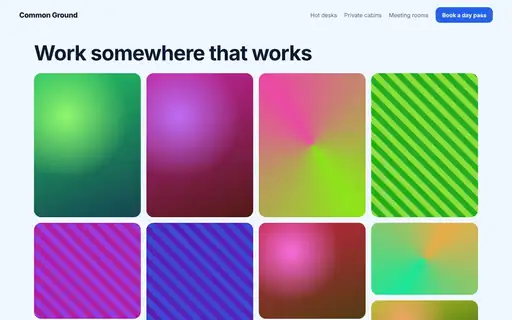 Common Ground
Hot desks
Private cabins
Meeting rooms
Book a day pass
Work somewhere that works